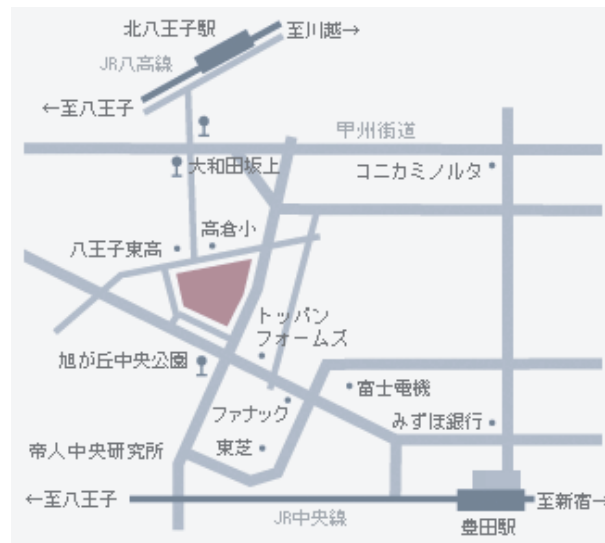 北八王子駅
至川越→
JR八高線
←至八王子
甲州街道
大和田坂上
コニカミノルタ
高倉小
八王子東高
トッパン
フォームズ
旭が丘中央公園
富士電機
ファナック
みずほ銀行
東芝
帝人中央研究所
←至八王子
至新宿→
JR中央線
豊田駅